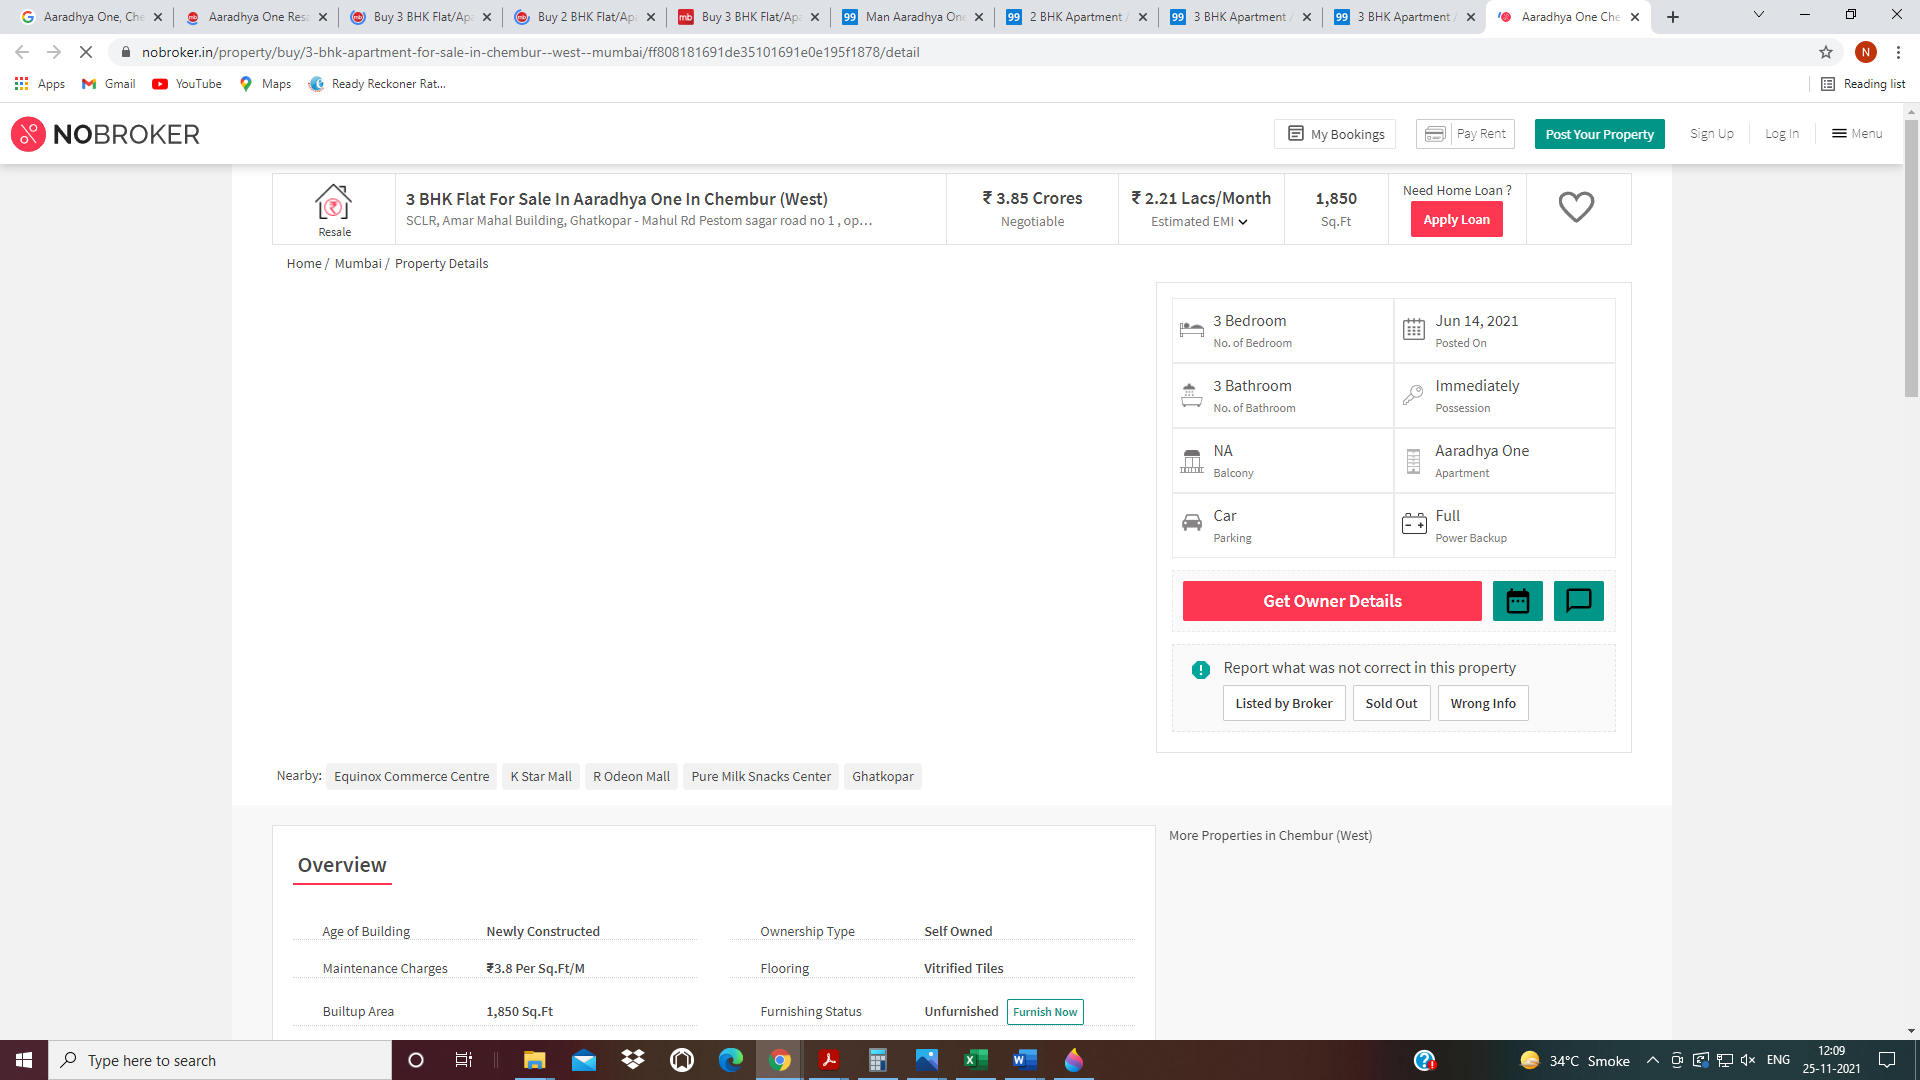 Aaradhya One, Che
Aaradhya One Resa
Buy 3 BHK Flat/Apa
Buy 2 BHK Flat/Apa
Buy 3 BHK Flat/Apa
Man Aaradhya One
2 BHK Apartment /
3 BHK Apartment /
3 BHK Apartment /
Aaradhya One Che
nobroker.in/property/buy/3-bhk-apartment-for-sale-in-chembur--west--mumbai/ff808181691de35101691e0e195f1878/detail
N
Apps
Gmail
YouTube
Maps
Ready Reckoner Rat...
Reading list
NOBROKER
My Bookings
Pay Rent
Post Your Property
Sign Up
Log In
Menu
Resale
3 BHK Flat For Sale In Aaradhya One In Chembur (West)
SCLR, Amar Mahal Building, Ghatkopar - Mahul Rd Pestom sagar road no 1 , op...
₹ 3.85 Crores
Negotiable
₹ 2.21 Lacs/Month
Estimated EMI
1,850
Sq.Ft
Need Home Loan ?
Apply Loan
Home / Mumbai / Property Details
3 Bedroom
No. of Bedroom
Jun 14, 2021
Posted On
3 Bathroom
No. of Bathroom
Immediately
Possession
NA
Balcony
Aaradhya One
Apartment
Car
Parking
Full
Power Backup
Get Owner Details
Report what was not correct in this property
Listed by Broker
Sold Out
Wrong Info
Nearby: Equinox Commerce Centre K Star Mall R Odeon Mall Pure Milk Snacks Center Ghatkopar
More Properties in Chembur (West)
Overview
Age of Building Newly Constructed
Ownership Type Self Owned
Maintenance Charges ₹3.8 Per Sq.Ft/M
Flooring Vitrified Tiles
Builtup Area 1,850 Sq.Ft
Furnishing Status Unfurnished Furnish Now
Type here to search
34°C Smoke
ENG
12:09
25-11-2021